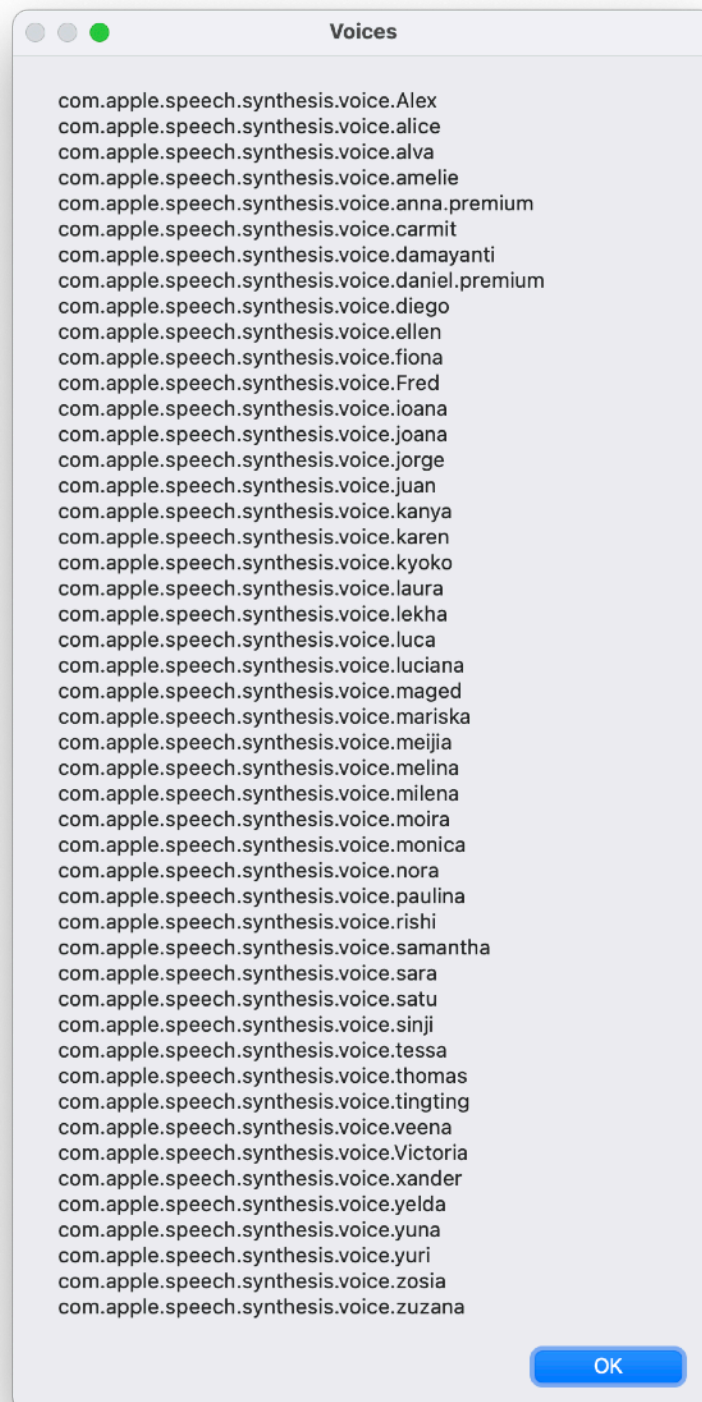 Voices
com.apple.speech.synthesis.voice.Alex
com.apple.speech.synthesis.voice.alice
com.apple.speech.synthesis.voice.alva
com.apple.speech.synthesis.voice.amelie
com.apple.speech.synthesis.voice.anna.premium
com.apple.speech.synthesis.voice.carmit
com.apple.speech.synthesis.voice.damayanti
com.apple.speech.synthesis.voice.daniel.premium
com.apple.speech.synthesis.voice.diego
com.apple.speech.synthesis.voice.ellen
com.apple.speech.synthesis.voice.fiona
com.apple.speech.synthesis.voice.Fred
com.apple.speech.synthesis.voice.ioana
com.apple.speech.synthesis.voice.joana
com.apple.speech.synthesis.voice.jorge
com.apple.speech.synthesis.voice.juan
com.apple.speech.synthesis.voice.kanya
com.apple.speech.synthesis.voice.karen
com.apple.speech.synthesis.voice.kyoko
com.apple.speech.synthesis.voice.laura
com.apple.speech.synthesis.voice.lekha
com.apple.speech.synthesis.voice.luca
com.apple.speech.synthesis.voice.luciana
com.apple.speech.synthesis.voice.maged
com.apple.speech.synthesis.voice.mariska
com.apple.speech.synthesis.voice.meijia
com.apple.speech.synthesis.voice.melina
com.apple.speech.synthesis.voice.milena
com.apple.speech.synthesis.voice.moira
com.apple.speech.synthesis.voice.monica
com.apple.speech.synthesis.voice.nora
com.apple.speech.synthesis.voice.paulina
com.apple.speech.synthesis.voice.rishi
com.apple.speech.synthesis.voice.samantha
com.apple.speech.synthesis.voice.sara
com.apple.speech.synthesis.voice.satu
com.apple.speech.synthesis.voice.sinji
com.apple.speech.synthesis.voice.tessa
com.apple.speech.synthesis.voice.thomas
com.apple.speech.synthesis.voice.tingting
com.apple.speech.synthesis.voice.veena
com.apple.speech.synthesis.voice.Victoria
com.apple.speech.synthesis.voice.xander
com.apple.speech.synthesis.voice.yelda
com.apple.speech.synthesis.voice.yuna
com.apple.speech.synthesis.voice.yuri
com.apple.speech.synthesis.voice.zosia
com.apple.speech.synthesis.voice.zuzana
OK